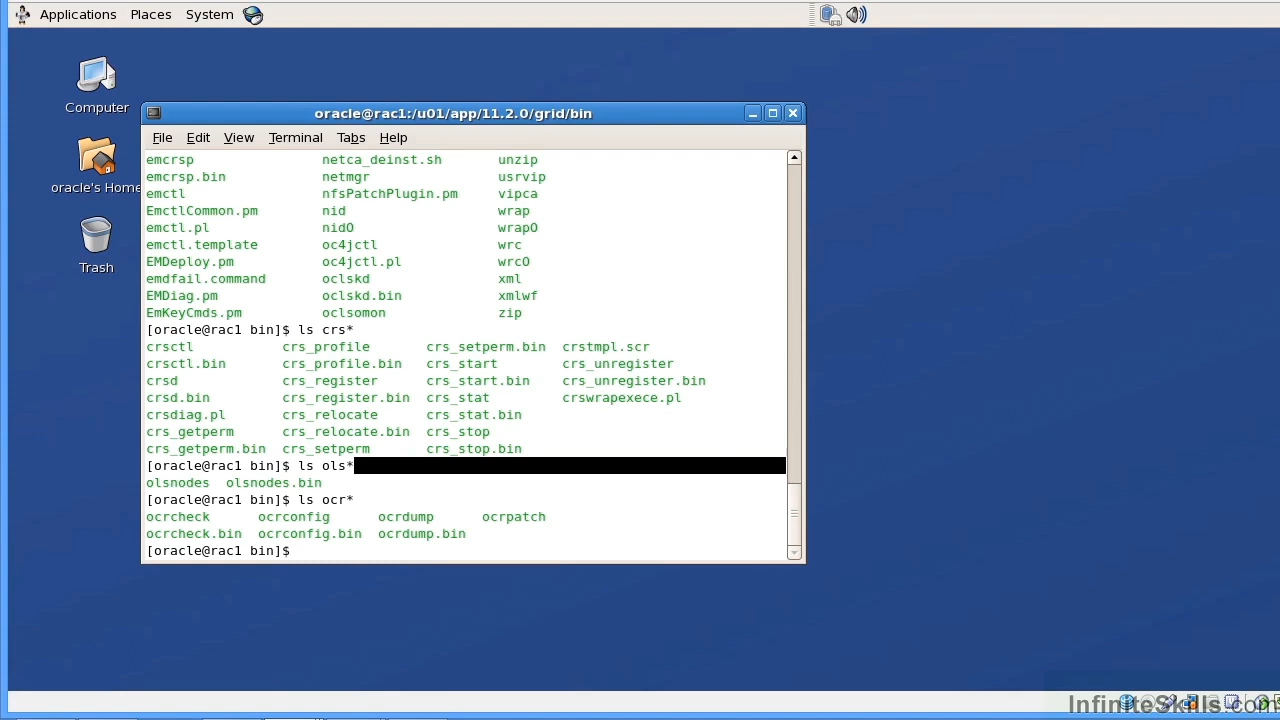 Applications Places System
Computer
oracle's Home
Trash
oracle@rac1:/u01/app/11.2.0/grid/bin
File Edit View Terminal Tabs Help
emcrsp netca_deinst.sh unzip
emcrsp.bin netmgr usrvip
emctl nfsPatchPlugin.pm vipca
EmctlCommon.pm nid wrap
emctl.pl nidO wrapO
emctl.template oc4jctl wrc
EMDeploy.pm oc4jctl.pl wrcO
emdfail.command oclskd xml
EMDiag.pm oclskd.bin xmlwf
EmKeyCmds.pm oclsomon zip
[oracle@rac1 bin]$ ls crs*
crsctl crs_profile crs_setperm.bin crstmpl.scr
crsctl.bin crs_profile.bin crs_start crs_unregister
crsd crs_register crs_start.bin crs_unregister.bin
crsd.bin crs_register.bin crs_stat crswrapexece.pl
crsdiag.pl crs_relocate crs_stat.bin
crs_getperm crs_relocate.bin crs_stop
crs_getperm.bin crs_setperm crs_stop.bin
[oracle@rac1 bin]$ ls ols*
olsnodes olsnodes.bin
[oracle@rac1 bin]$ ls ocr*
ocrcheck ocrconfig ocrdump ocrpatch
ocrcheck.bin ocrconfig.bin ocrdump.bin
[oracle@rac1 bin]$
InfiniteSkills.com